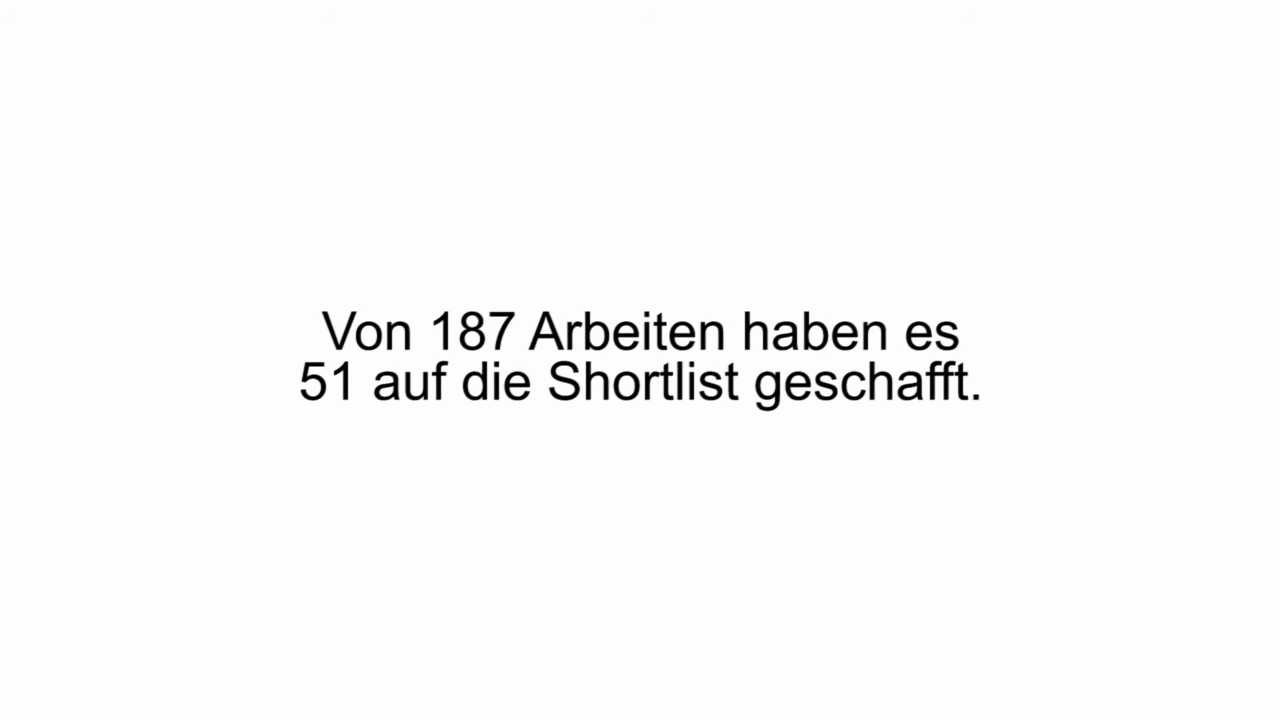 Von 187 Arbeiten haben es
51 auf die Shortlist geschafft.